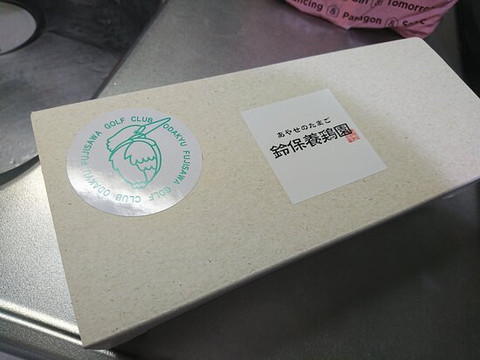 ncing & Paragon &
Tomorrow
ODAKYU FUJISAWA GOLF CLUB ODAKYU FUJISAWA GOLF CLUB
あやせのたまご
鈴保養鶏園